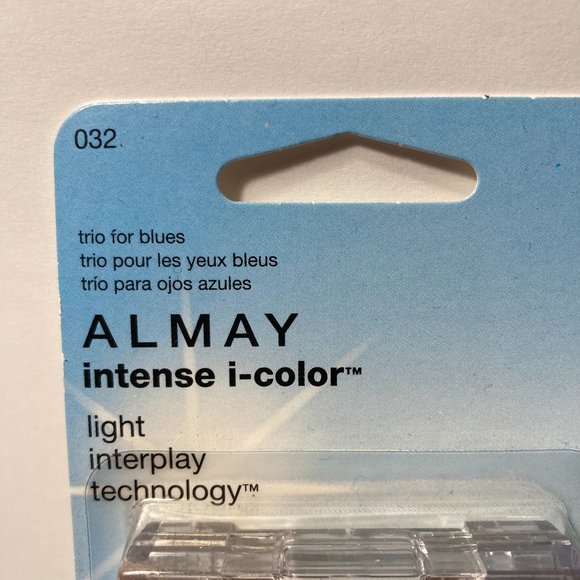 032
trio for blues
trio pour les yeux bleus
trío para ojos azules
ALMAY
intense i-color™
light
interplay
technology™